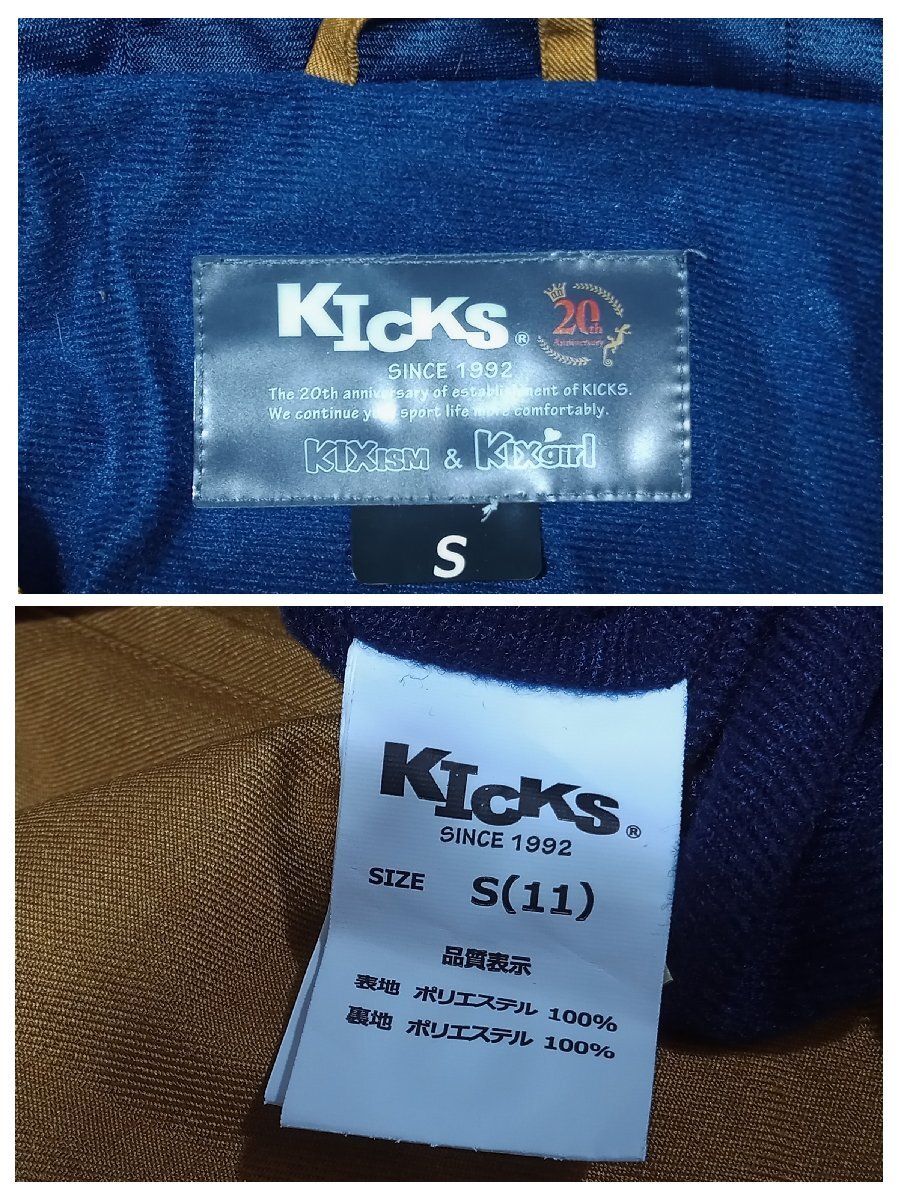 KICKS®
20th
Anniversary
SINCE 1992
The 20th anniversary of establishment of KICKS.
We continue your sport life more comfortably.
KIXISM & KIXgirl
S
KICKS®
SINCE 1992
SIZE S(11)
品質表示
表地 ポリエステル 100%
裏地 ポリエステル 100%